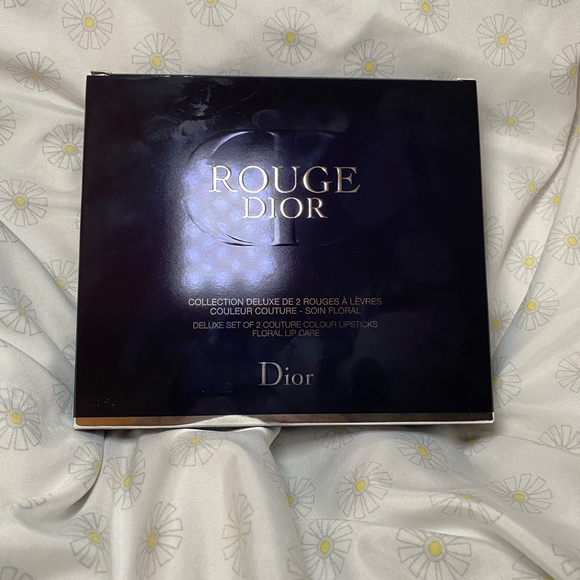 ROUGE
DIOR
COLLECTION DELUXE DE 2 ROUGES À LÈVRES
COULEUR COUTURE - SOIN FLORAL
DELUXE SET OF 2 COUTURE COLOUR LIPSTICKS
FLORAL LIP CARE
Dior